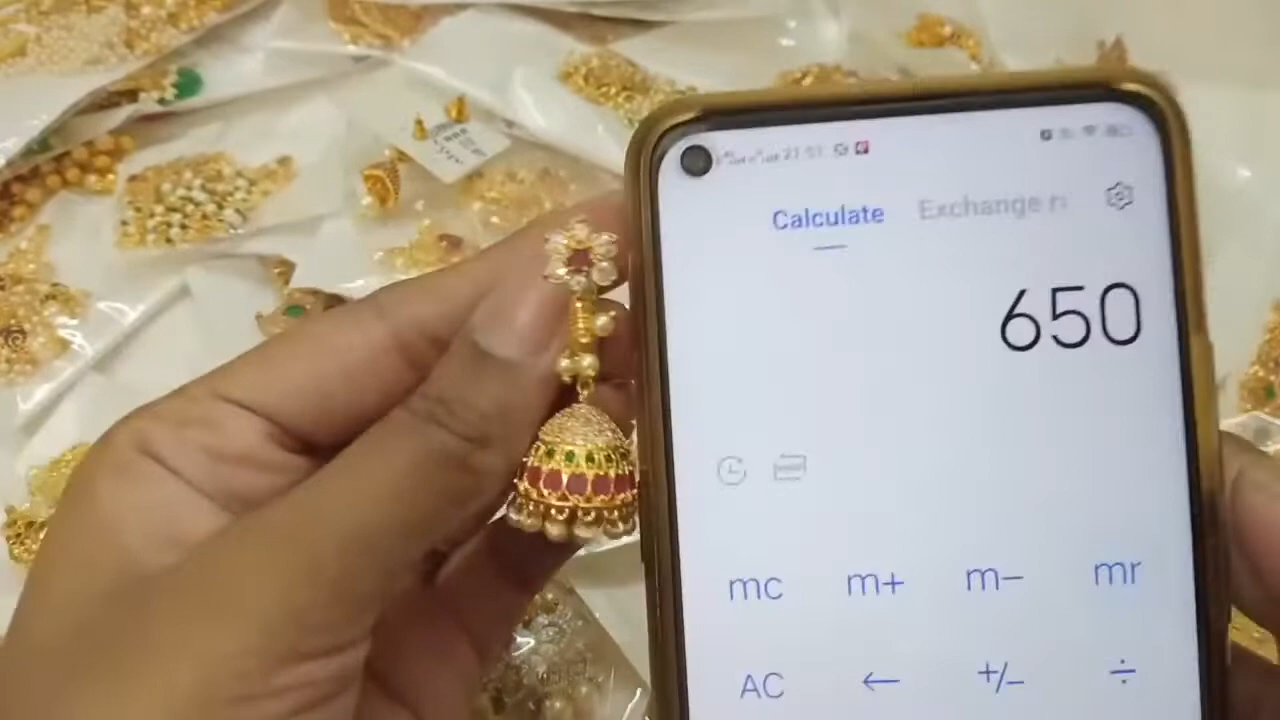 Calculate Exchange r
650
mc m+ m− mr
AC ← +/− ÷